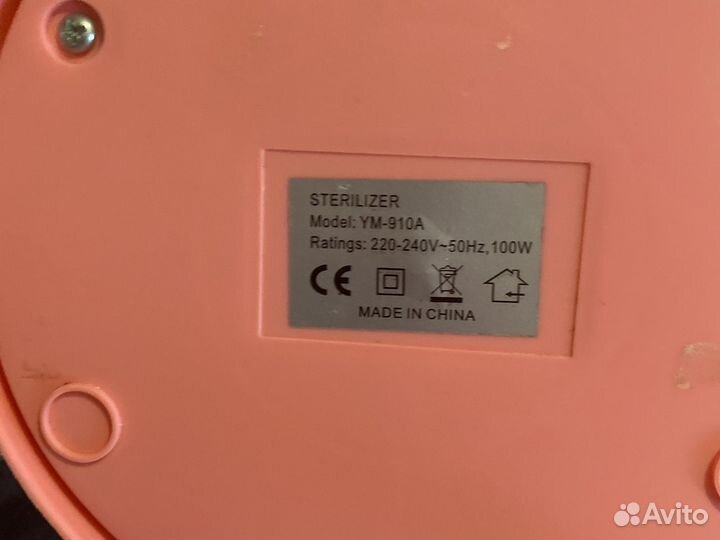 STERILIZER
Model: YM-910A
Ratings: 220-240V~50Hz,100W
CE
MADE IN CHINA
Avito